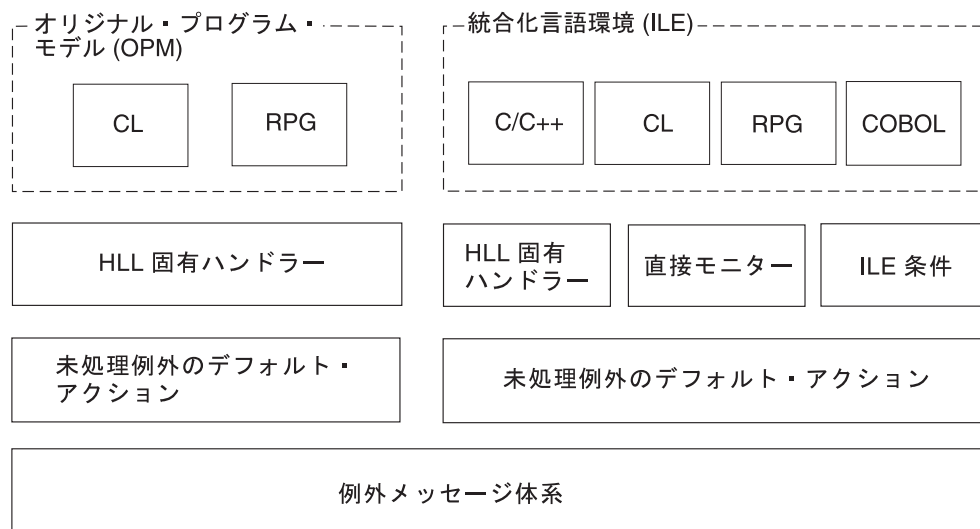 オリジナル・プログラム・
モデル (OPM)
CL
RPG
統合化言語環境 (ILE)
C/C++
CL
RPG
COBOL
HLL 固有ハンドラー
HLL 固有
ハンドラー
直接モニター
ILE 条件
未処理例外のデフォルト・
アクション
未処理例外のデフォルト・アクション
例外メッセージ体系